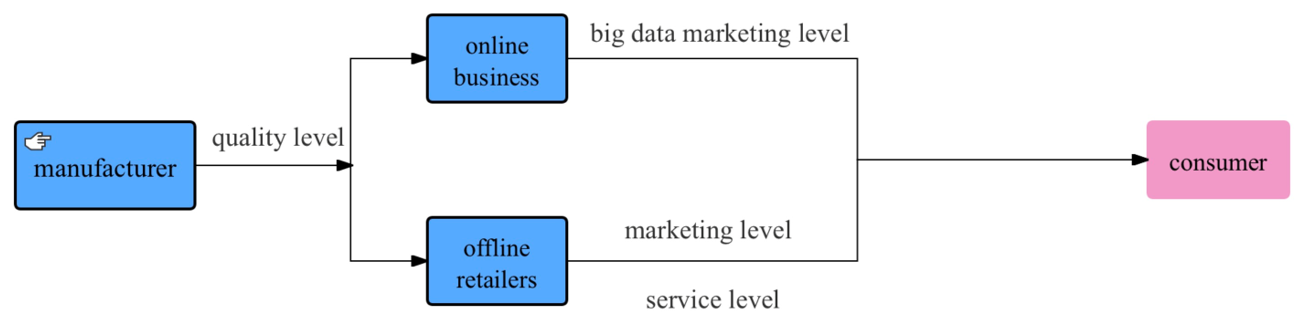 manufacturer
quality level
online
business
big data marketing level
offline
retailers
marketing level
service level
consumer